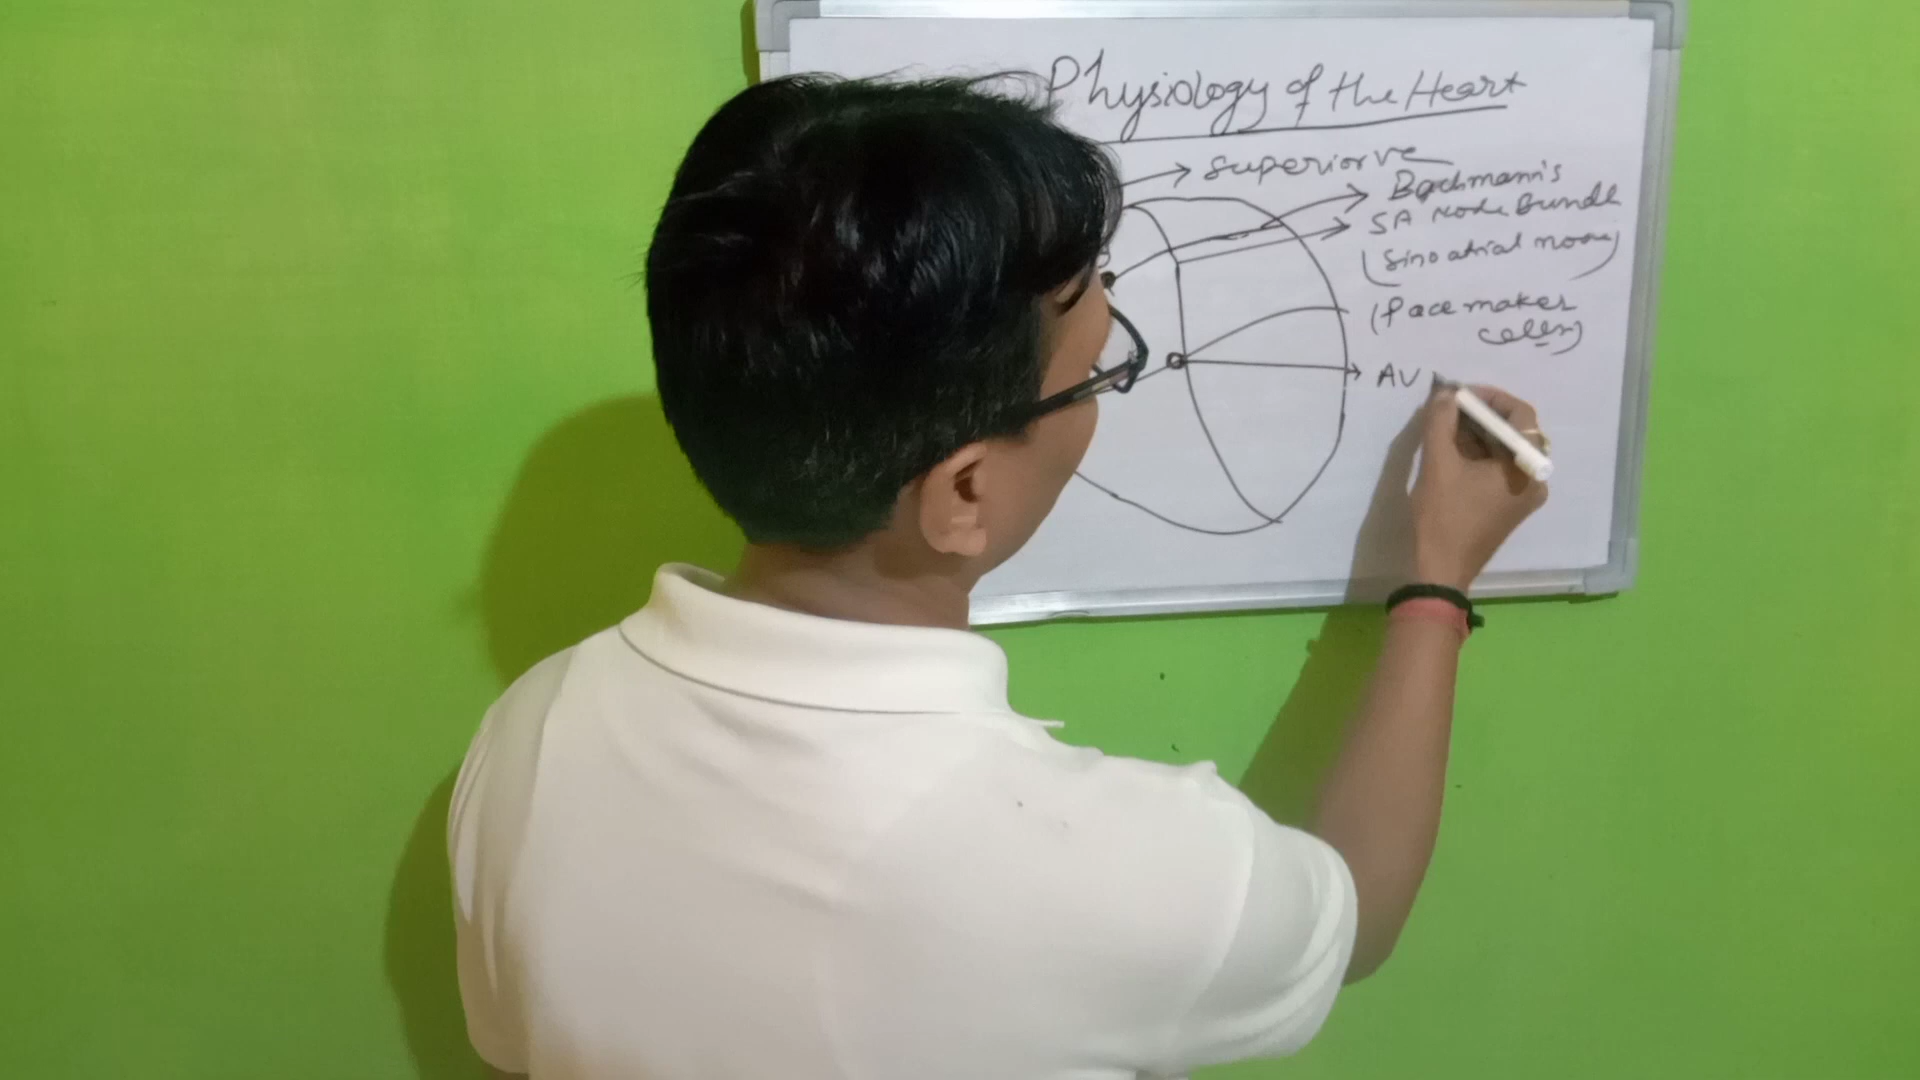 Physiology of the Heart
Superior VC
Bachmann's
Bundle
SA Node
(Sino atrial node)
(Pace maker
cells)
AV